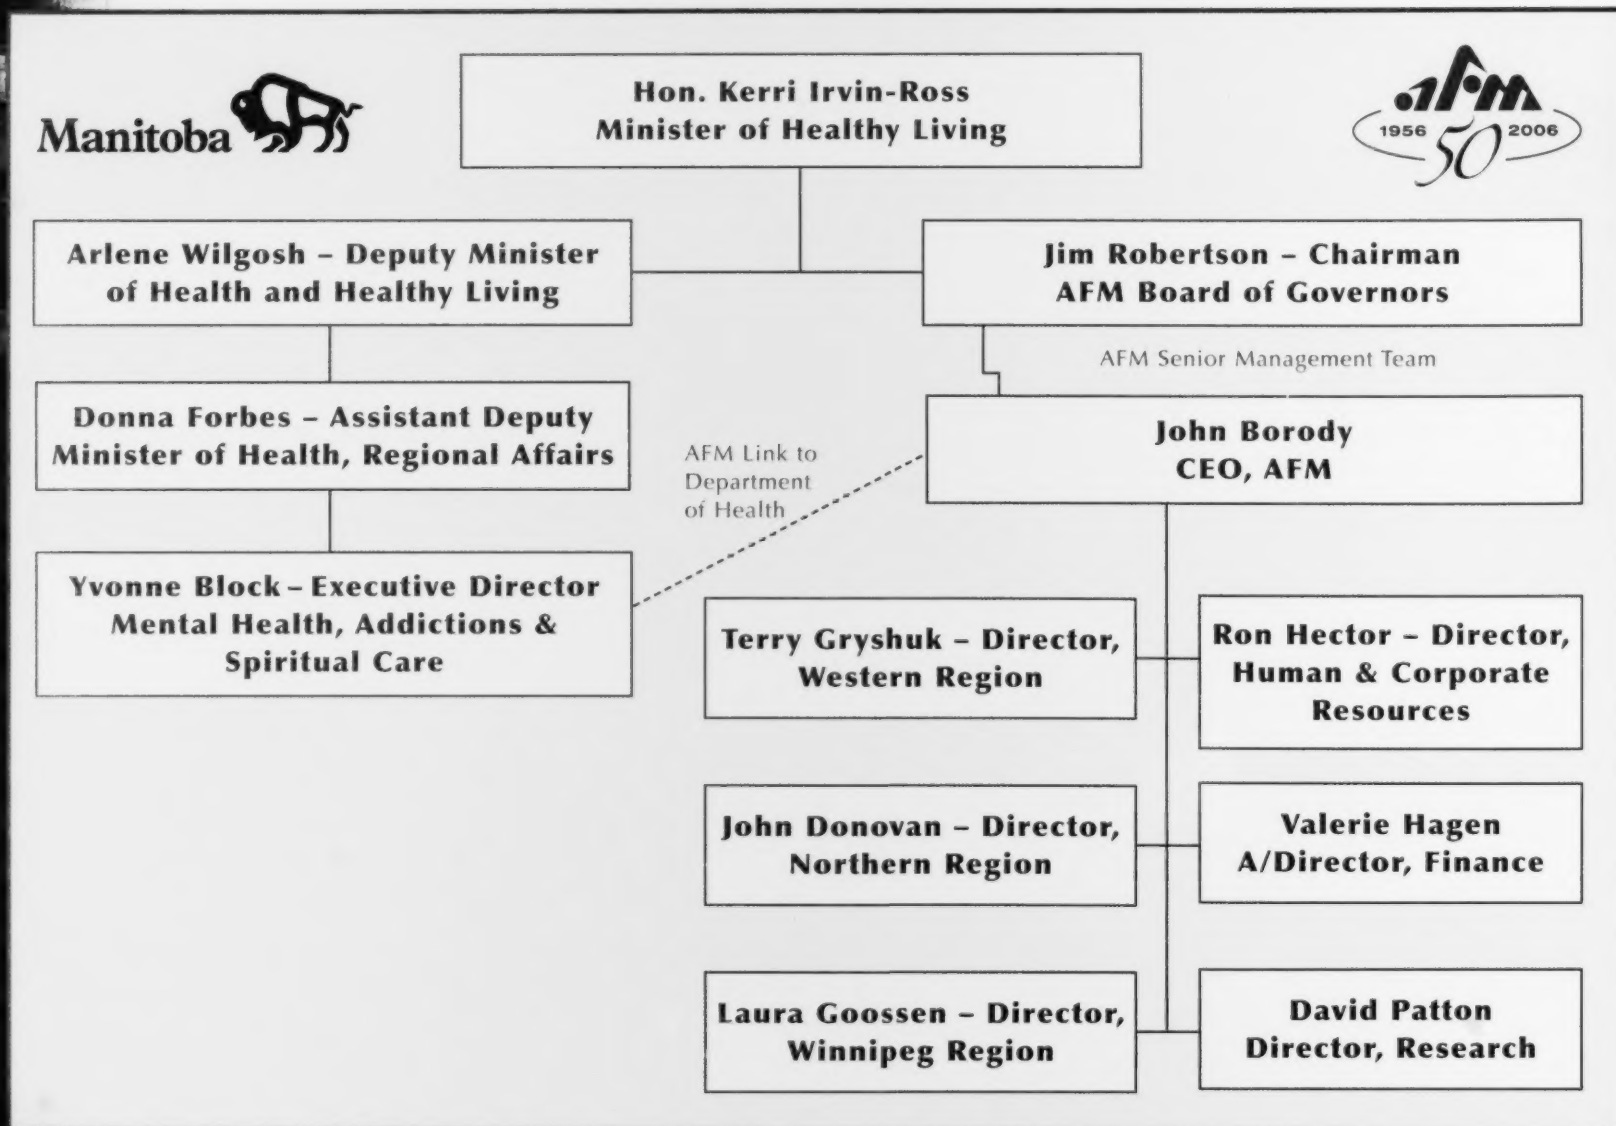 Manitoba
Hon. Kerri Irvin-Ross
Minister of Healthy Living
afm
1956 50 2006
Arlene Wilgosh – Deputy Minister
of Health and Healthy Living
Jim Robertson – Chairman
AFM Board of Governors
AFM Senior Management Team
Donna Forbes – Assistant Deputy
Minister of Health, Regional Affairs
John Borody
CEO, AFM
AFM Link to
Department
of Health
Yvonne Block – Executive Director
Mental Health, Addictions &
Spiritual Care
Terry Gryshuk – Director,
Western Region
Ron Hector – Director,
Human & Corporate
Resources
John Donovan – Director,
Northern Region
Valerie Hagen
A/Director, Finance
Laura Goossen – Director,
Winnipeg Region
David Patton
Director, Research